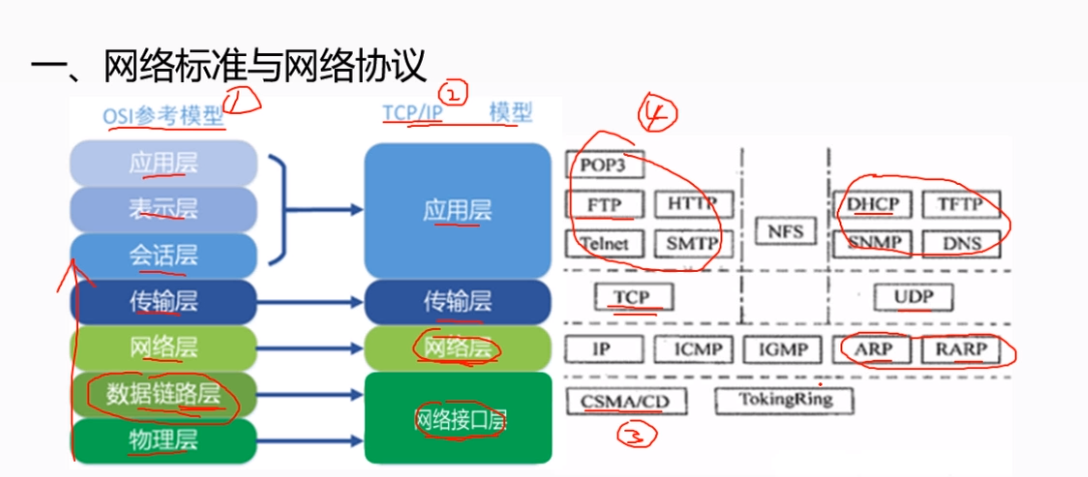 一、网络标准与网络协议
OSI参考模型 ①
TCP/IP ② 模型
④
应用层
表示层
会话层
传输层
网络层
数据链路层
物理层
应用层
传输层
网络层
网络接口层
POP3
FTP HTTP
Telnet SMTP
NFS
DHCP TFTP
SNMP DNS
TCP UDP
IP ICMP IGMP ARP RARP
CSMA/CD TokingRing
③